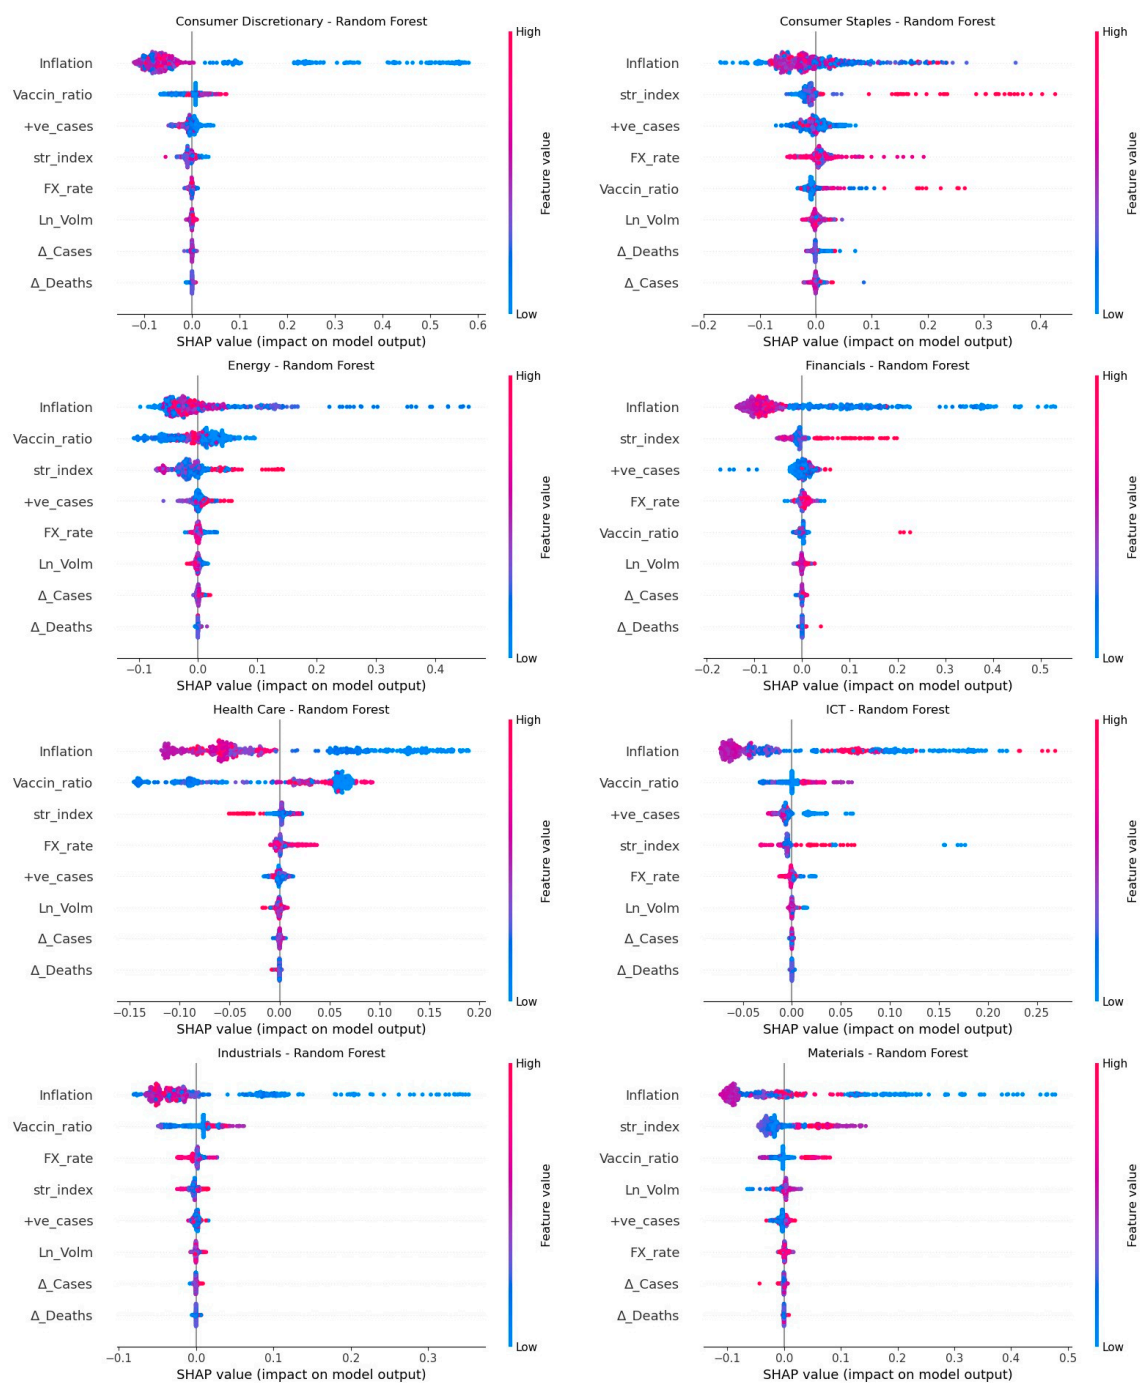 Consumer Discretionary - Random Forest
High
Inflation
Vaccin_ratio
+ve_cases
str_index
FX_rate
Ln_Volm
Δ_Cases
Δ_Deaths
Feature value
Low
−0.1 0.0 0.1 0.2 0.3 0.4 0.5 0.6
SHAP value (impact on model output)
Consumer Staples - Random Forest
High
Inflation
str_index
+ve_cases
FX_rate
Vaccin_ratio
Ln_Volm
Δ_Deaths
Δ_Cases
Feature value
Low
−0.2 −0.1 0.0 0.1 0.2 0.3 0.4
SHAP value (impact on model output)
Energy - Random Forest
High
Inflation
Vaccin_ratio
str_index
+ve_cases
FX_rate
Ln_Volm
Δ_Cases
Δ_Deaths
Feature value
Low
−0.1 0.0 0.1 0.2 0.3 0.4
SHAP value (impact on model output)
Financials - Random Forest
High
Inflation
str_index
+ve_cases
FX_rate
Vaccin_ratio
Ln_Volm
Δ_Cases
Δ_Deaths
Feature value
Low
−0.2 −0.1 0.0 0.1 0.2 0.3 0.4 0.5
SHAP value (impact on model output)
Health Care - Random Forest
High
Inflation
Vaccin_ratio
str_index
FX_rate
+ve_cases
Ln_Volm
Δ_Cases
Δ_Deaths
Feature value
Low
−0.15 −0.10 −0.05 0.00 0.05 0.10 0.15 0.20
SHAP value (impact on model output)
ICT - Random Forest
High
Inflation
Vaccin_ratio
+ve_cases
str_index
FX_rate
Ln_Volm
Δ_Cases
Δ_Deaths
Feature value
Low
−0.05 0.00 0.05 0.10 0.15 0.20 0.25
SHAP value (impact on model output)
Industrials - Random Forest
High
Inflation
Vaccin_ratio
FX_rate
str_index
+ve_cases
Ln_Volm
Δ_Cases
Δ_Deaths
Feature value
Low
−0.1 0.0 0.1 0.2 0.3
SHAP value (impact on model output)
Materials - Random Forest
High
Inflation
str_index
Vaccin_ratio
Ln_Volm
+ve_cases
FX_rate
Δ_Cases
Δ_Deaths
Feature value
Low
−0.1 0.0 0.1 0.2 0.3 0.4 0.5
SHAP value (impact on model output)